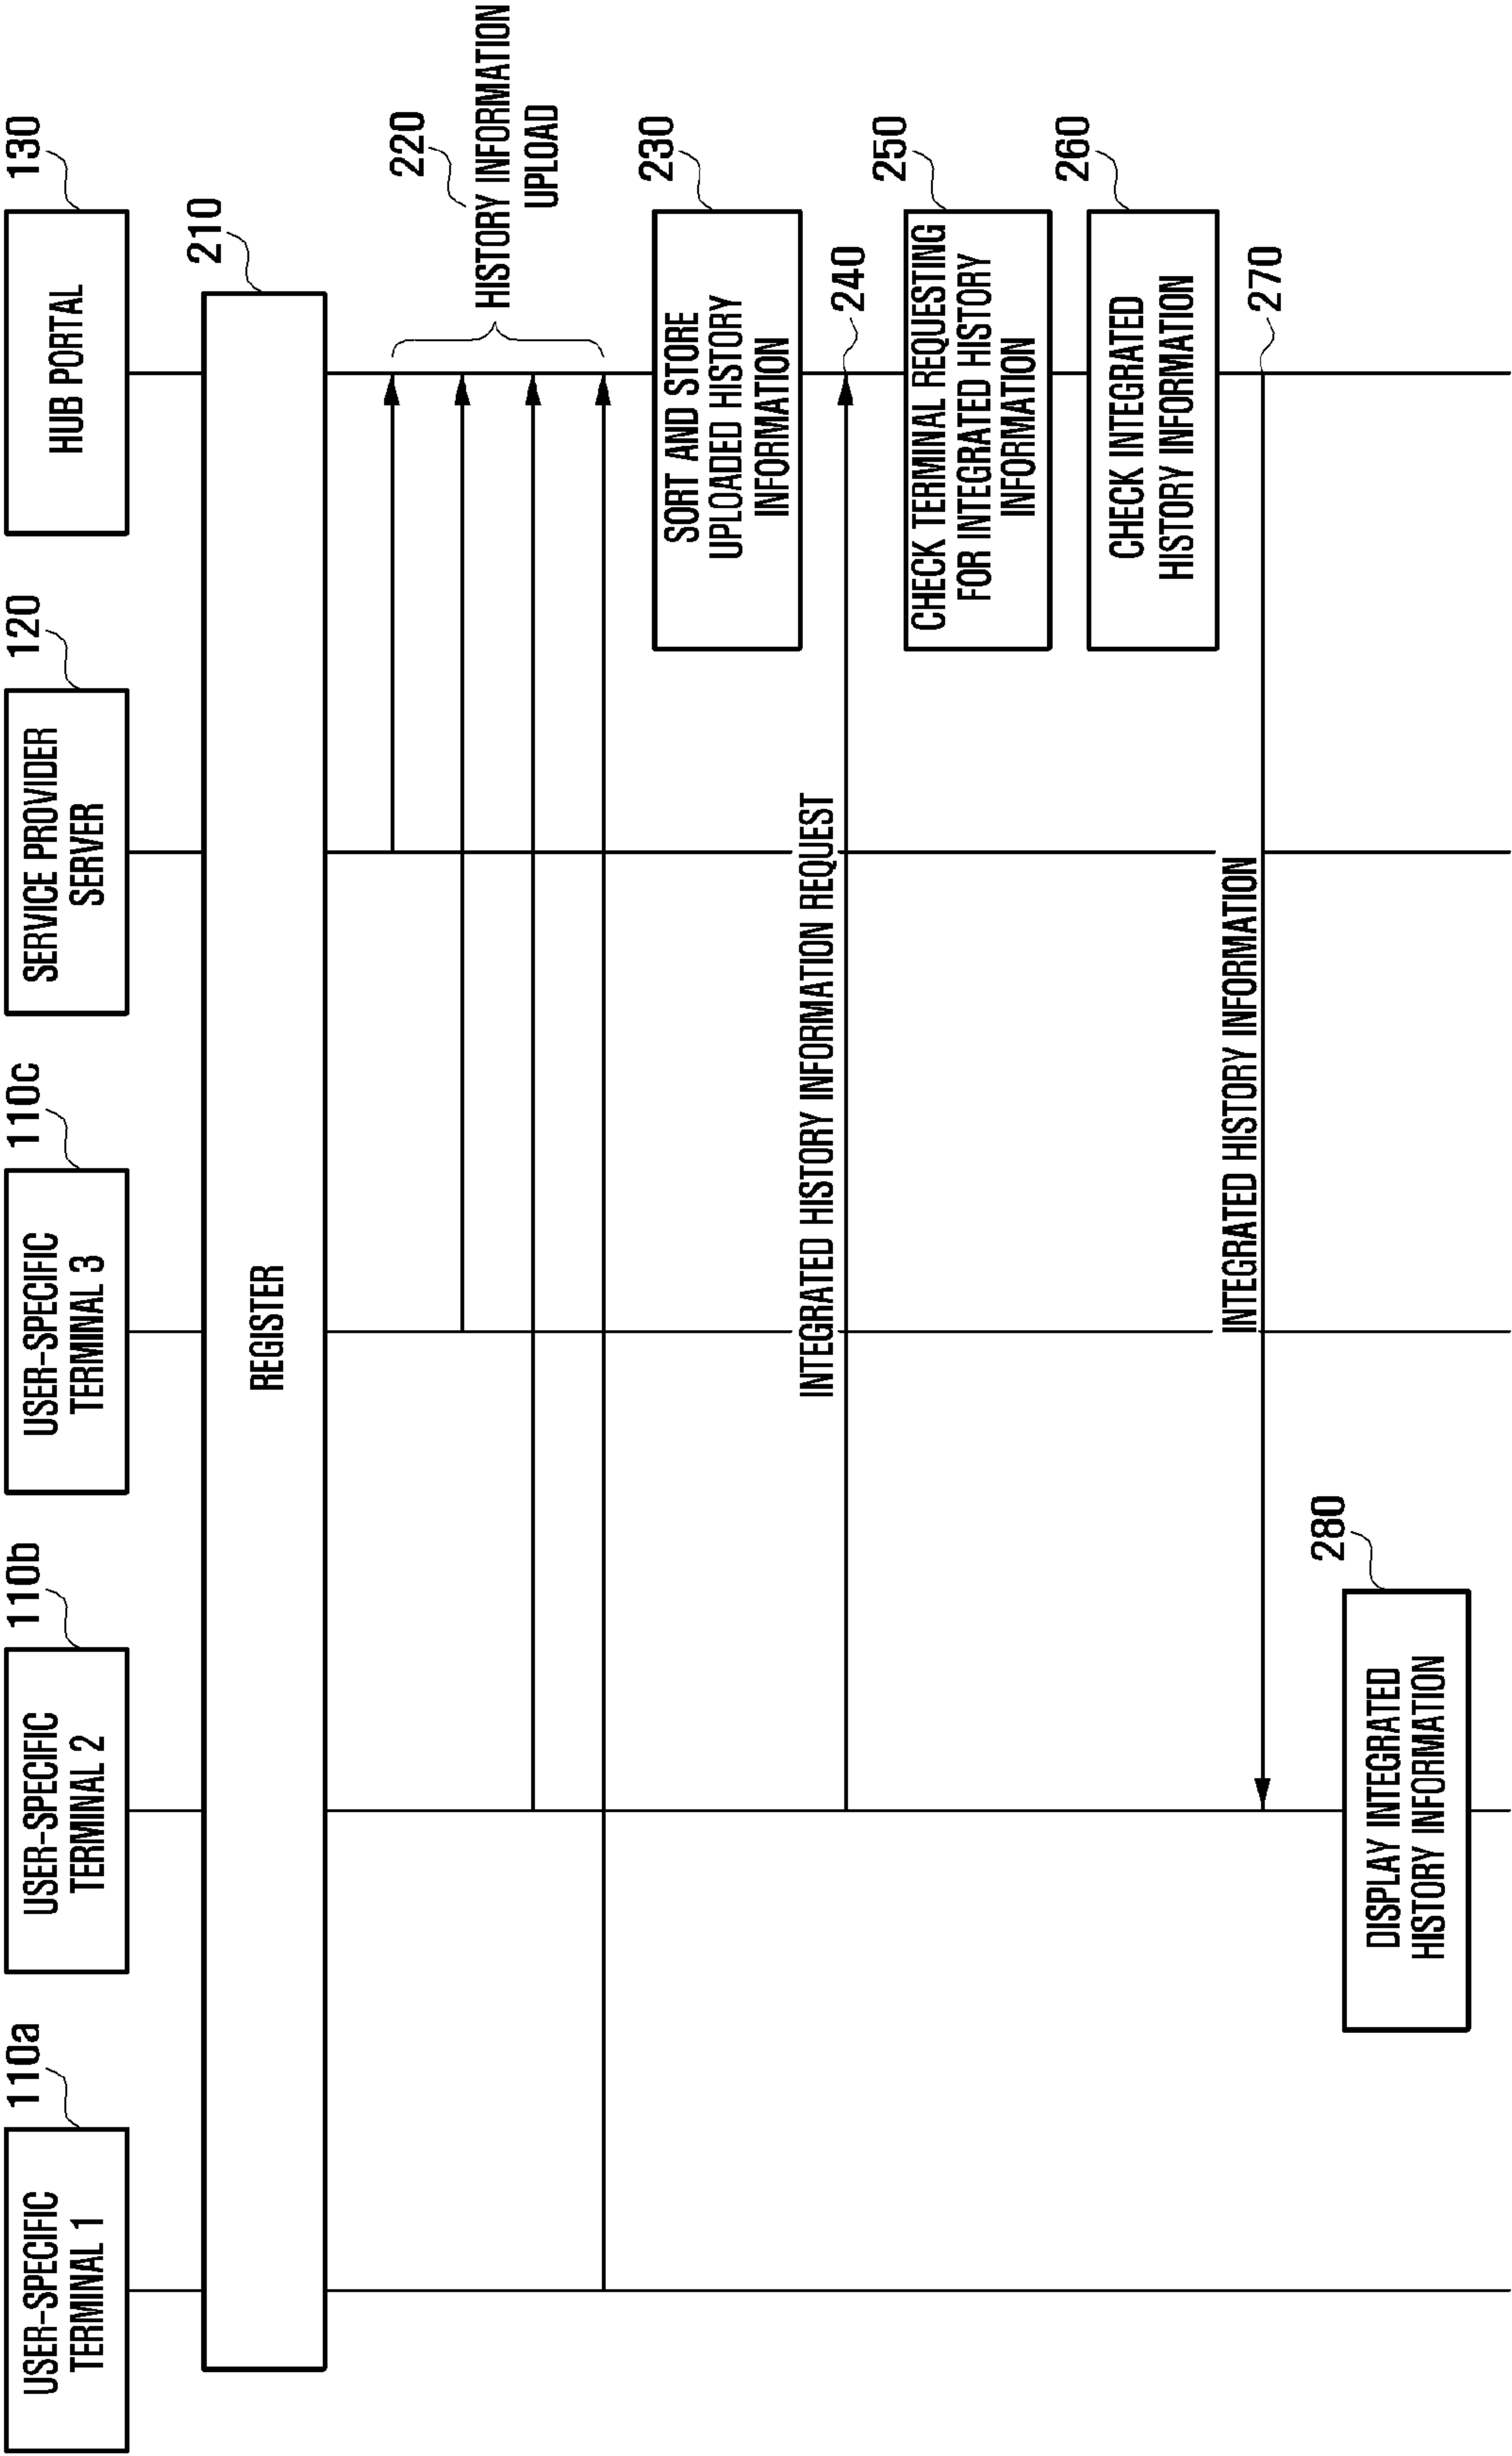 110a
110b
110c
120
130
USER-SPECIFIC
TERMINAL 1
USER-SPECIFIC
TERMINAL 2
USER-SPECIFIC
TERMINAL 3
SERVICE PROVIDER
SERVER
HUB PORTAL
210
REGISTER
220
HISTORY INFORMATION
UPLOAD
230
SORT AND STORE
UPLOADED HISTORY
INFORMATION
INTEGRATED HISTORY INFORMATION REQUEST
240
250
CHECK TERMINAL REQUESTING
FOR INTEGRATED HISTORY
INFORMATION
260
CHECK INTEGRATED
HISTORY INFORMATION
INTEGRATED HISTORY INFORMATION
270
280
DISPLAY INTEGRATED
HISTORY INFORMATION